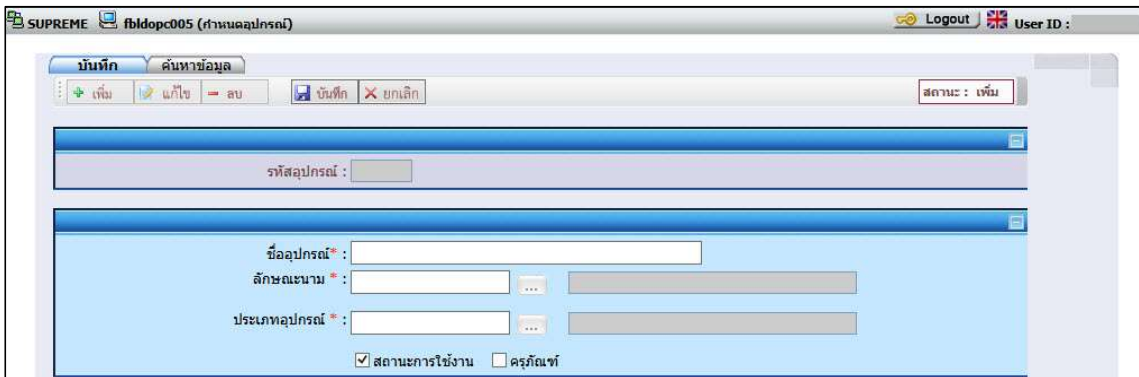 SUPREME fbldopc005 (กำหนดอุปกรณ์) Logout User ID :
บันทึก ค้นหาข้อมูล
เพิ่ม แก้ไข ลบ บันทึก ยกเลิก สถานะ : เพิ่ม
รหัสอุปกรณ์ :
ชื่ออุปกรณ์* :
ลักษณะนาม * : ...
ประเภทอุปกรณ์ * : ...
สถานะการใช้งาน ครุภัณฑ์